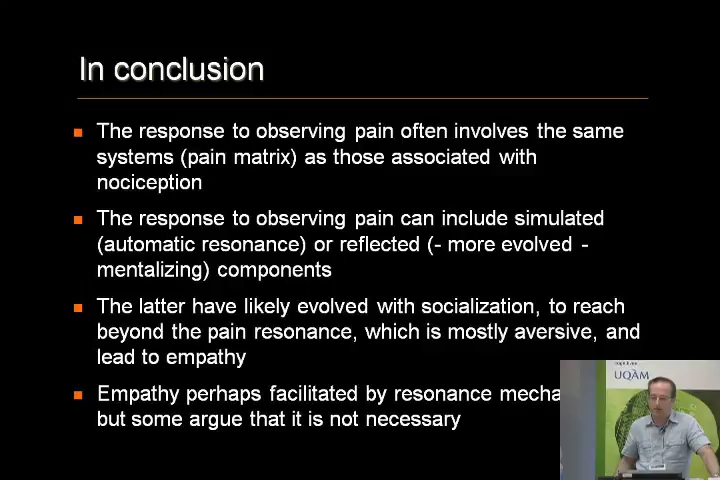 In conclusion
The response to observing pain often involves the same
systems (pain matrix) as those associated with
nociception
The response to observing pain can include simulated
(automatic resonance) or reflected (- more evolved -
mentalizing) components
The latter have likely evolved with socialization, to reach
beyond the pain resonance, which is mostly aversive, and
lead to empathy
Empathy perhaps facilitated by resonance mecha
but some argue that it is not necessary
UQÀM